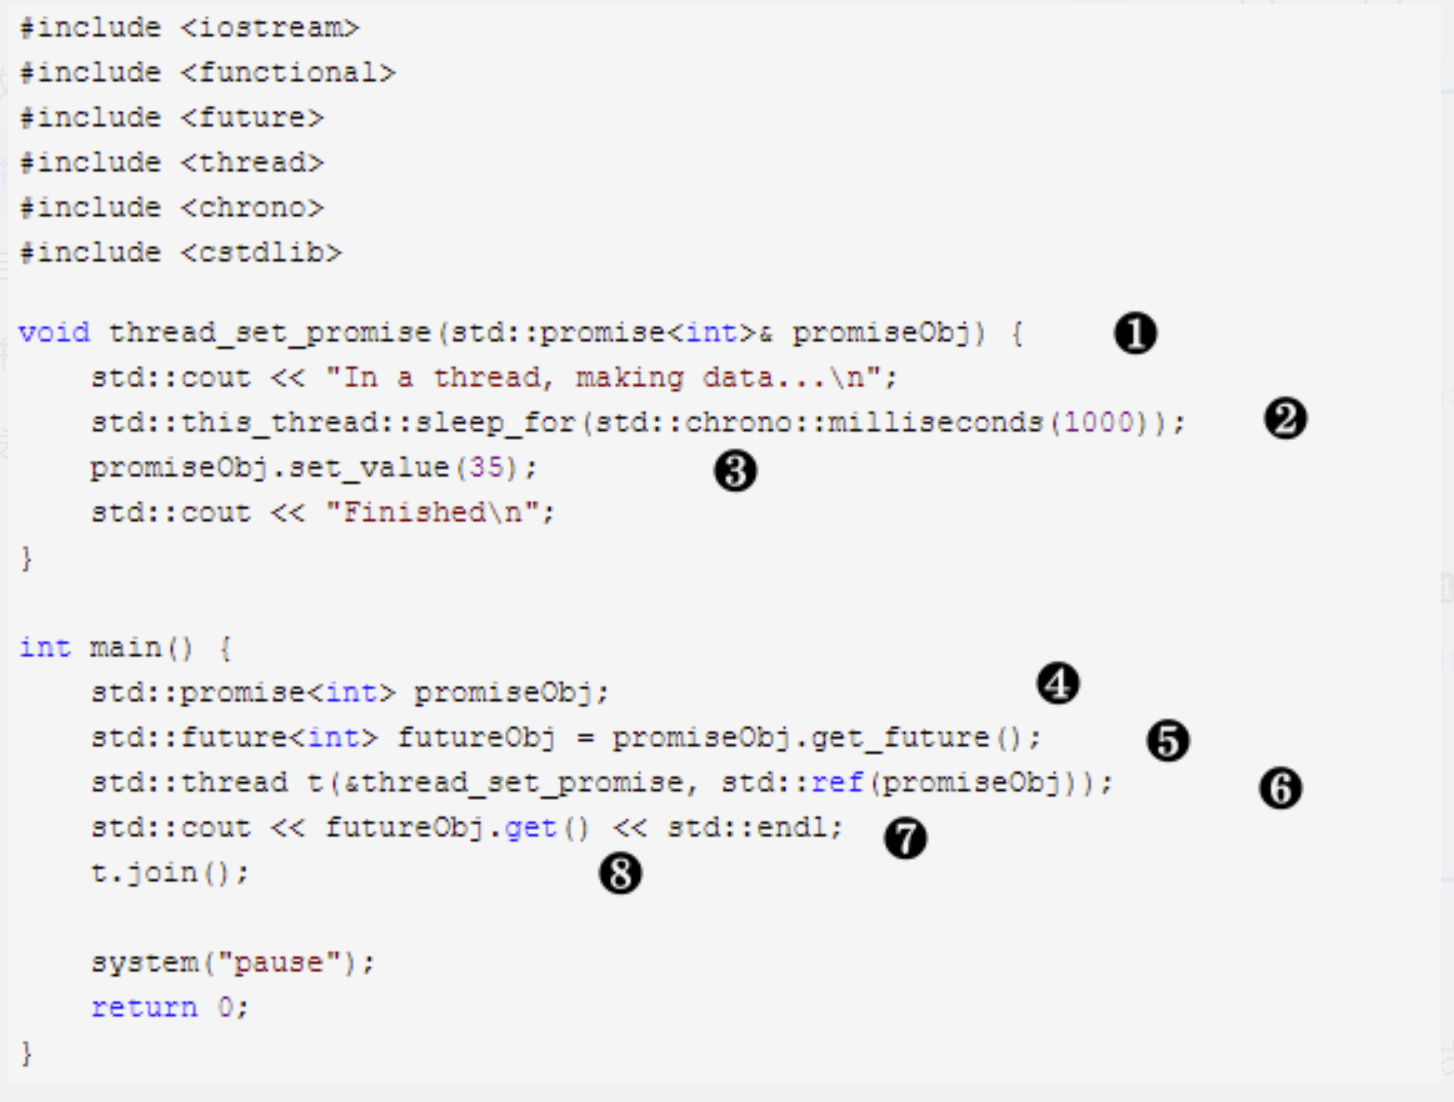 #include <iostream>
#include <functional>
#include <future>
#include <thread>
#include <chrono>
#include <cstdlib>
void thread_set_promise(std::promise<int>& promiseObj) { ❶
std::cout << "In a thread, making data...\n";
std::this_thread::sleep_for(std::chrono::milliseconds(1000)); ❷
promiseObj.set_value(35); ❸
std::cout << "Finished\n";
}
int main() {
std::promise<int> promiseObj; ❹
std::future<int> futureObj = promiseObj.get_future(); ❺
std::thread t(&thread_set_promise, std::ref(promiseObj)); ❻
std::cout << futureObj.get() << std::endl; ❼
t.join(); ❽
system("pause");
return 0;
}